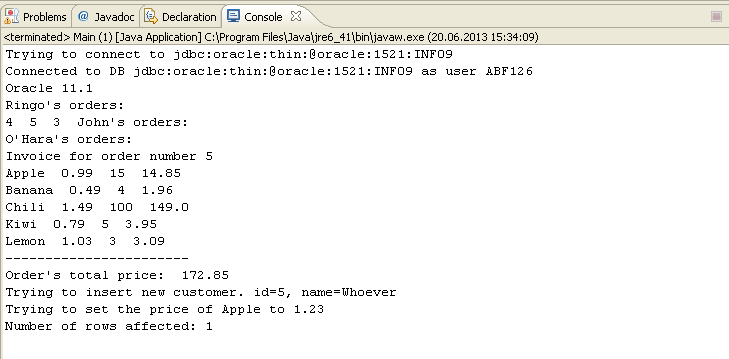 Problems @ Javadoc Declaration Console
<terminated> Main (1) [Java Application] C:\Program Files\Java\jre6_41\bin\javaw.exe (20.06.2013 15:34:09)
Trying to connect to jdbc:oracle:thin:@oracle:1521:INF09
Connected to DB jdbc:oracle:thin:@oracle:1521:INF09 as user ABF126
Oracle 11.1
Ringo's orders:
4  5  3  John's orders:
O'Hara's orders:
Invoice for order number 5
Apple  0.99  15  14.85
Banana  0.49  4  1.96
Chili  1.49  100  149.0
Kiwi  0.79  5  3.95
Lemon  1.03  3  3.09
------------------------
Order's total price:  172.85
Trying to insert new customer. id=5, name=Whoever
Trying to set the price of Apple to 1.23
Number of rows affected: 1